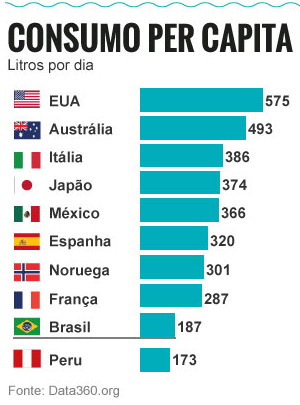 CONSUMO PER CAPITA
Litros por dia
EUA 575
Austrália 493
Itália 386
Japão 374
México 366
Espanha 320
Noruega 301
França 287
Brasil 187
Peru 173
Fonte: Data360.org